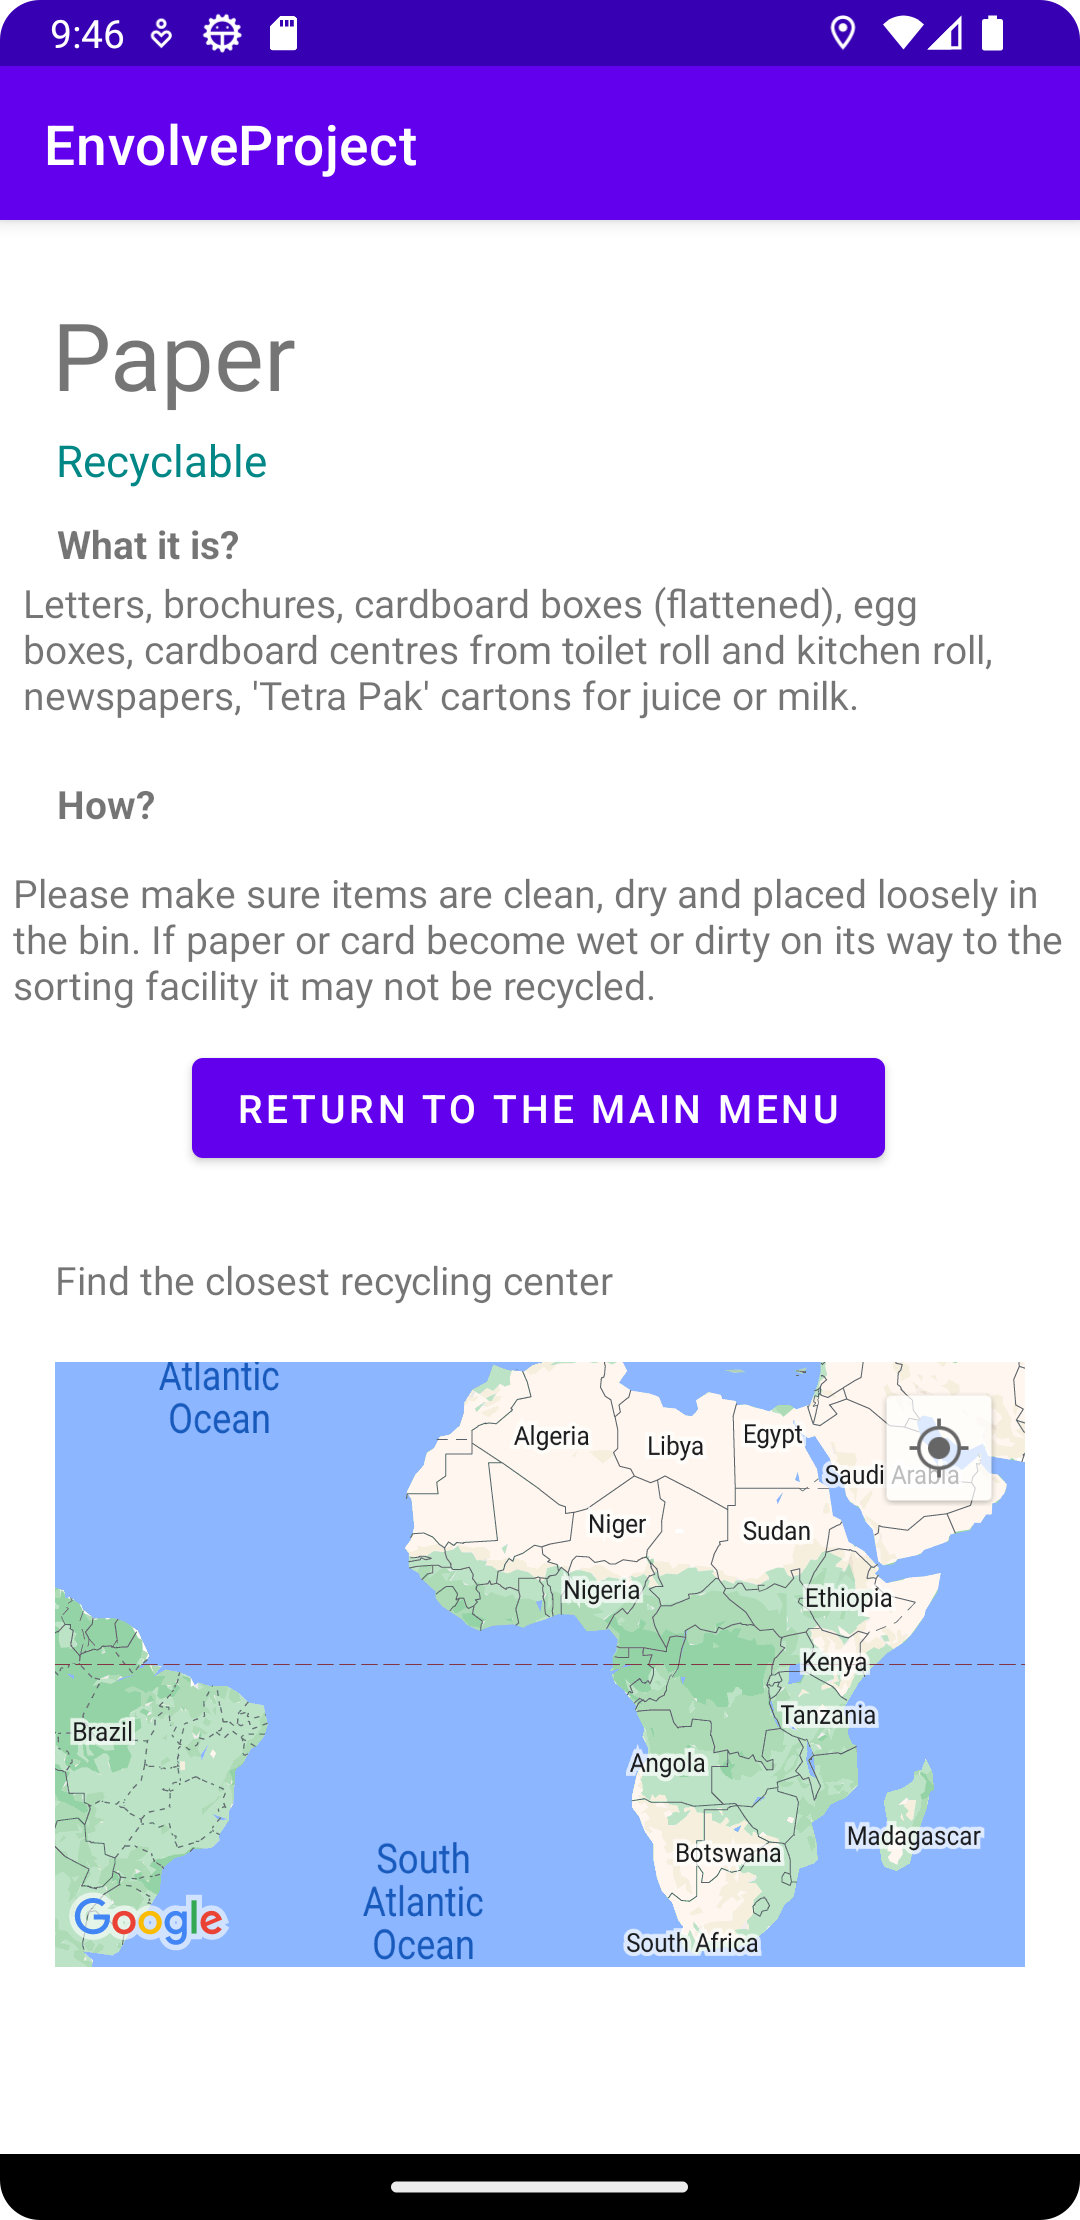 9:46
EnvolveProject
Paper
Recyclable
What it is?
Letters, brochures, cardboard boxes (flattened), egg
boxes, cardboard centres from toilet roll and kitchen roll,
newspapers, 'Tetra Pak' cartons for juice or milk.
How?
Please make sure items are clean, dry and placed loosely in
the bin. If paper or card become wet or dirty on its way to the
sorting facility it may not be recycled.
RETURN TO THE MAIN MENU
Find the closest recycling center
Atlantic
Ocean
Algeria
Libya
Egypt
Saudi Arabia
Niger
Sudan
Nigeria
Ethiopia
Kenya
Tanzania
Brazil
Angola
Madagascar
Botswana
South
Atlantic
Ocean
South Africa
Google